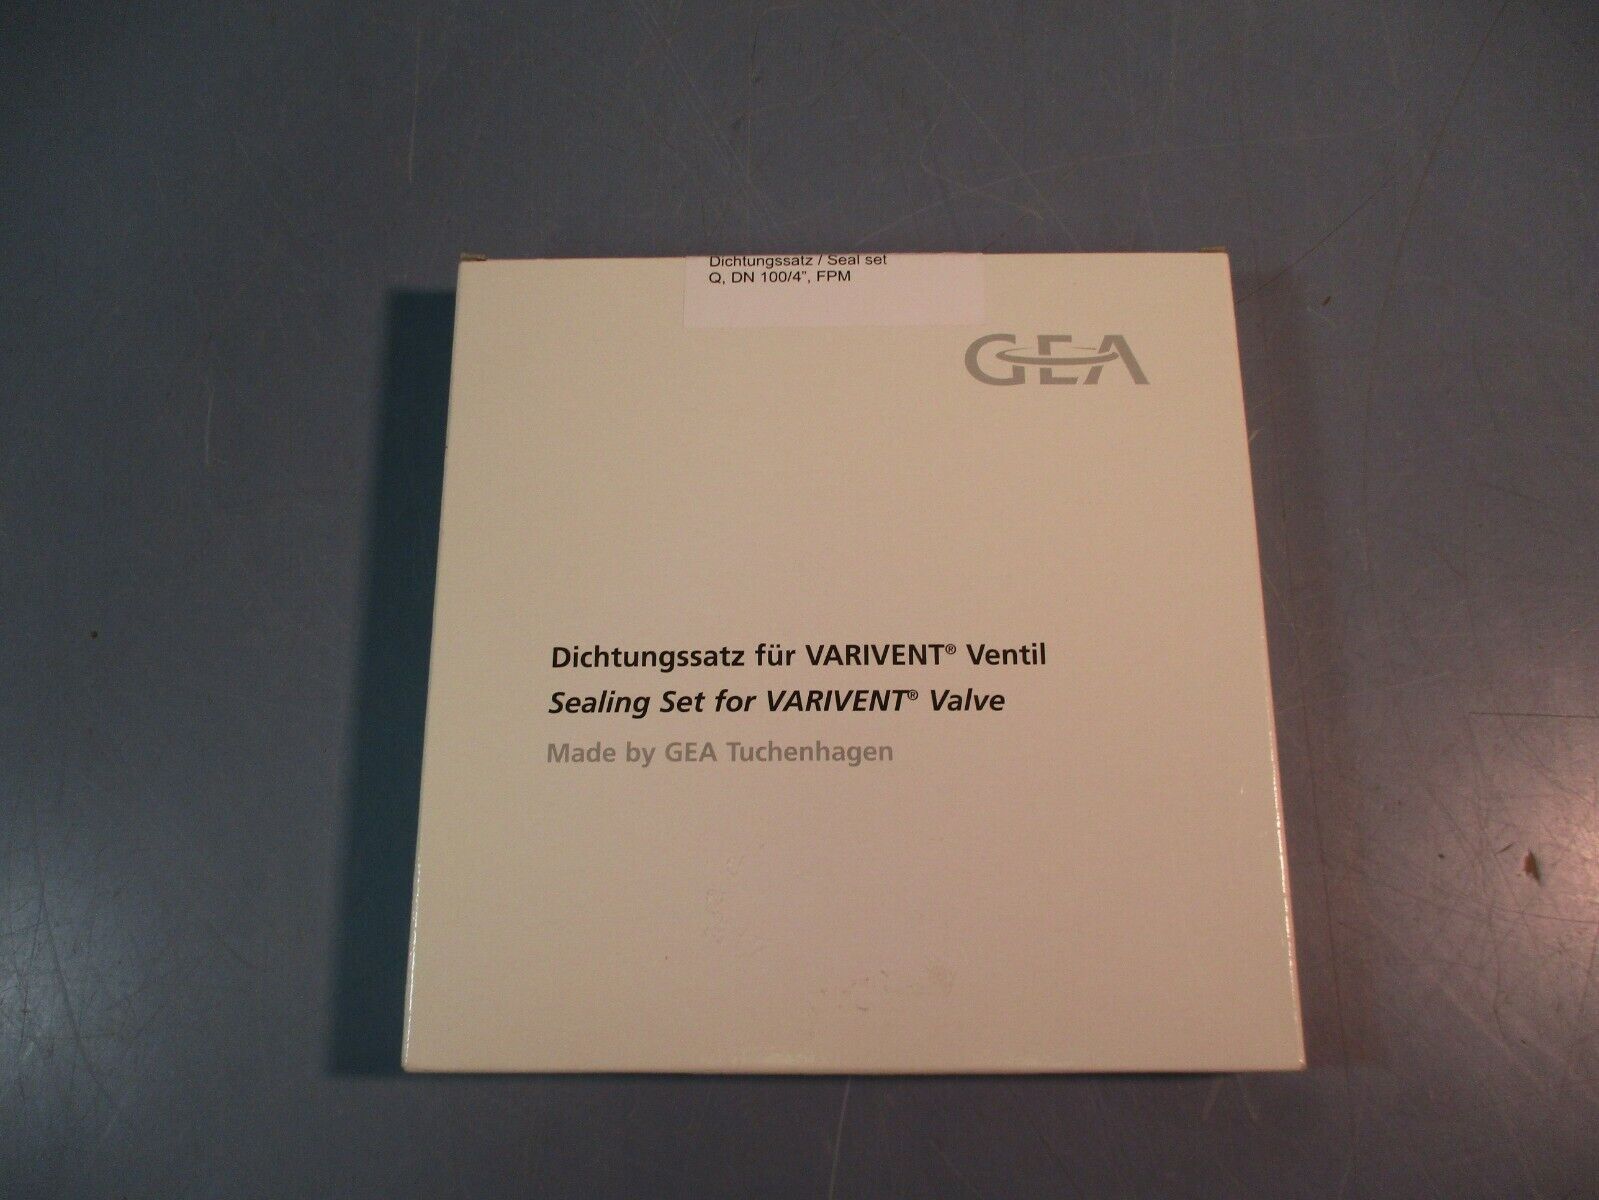 Dichtungssatz / Seal set
Q, DN 100/4", FPM
GEA
Dichtungssatz für VARIVENT® Ventil
Sealing Set for VARIVENT® Valve
Made by GEA Tuchenhagen